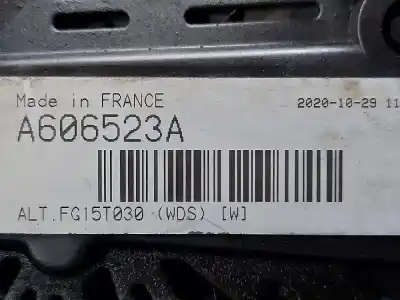 Made in FRANCE
2020-10-29 11
A606523A
ALT.FG15T030 (WDS) [W]